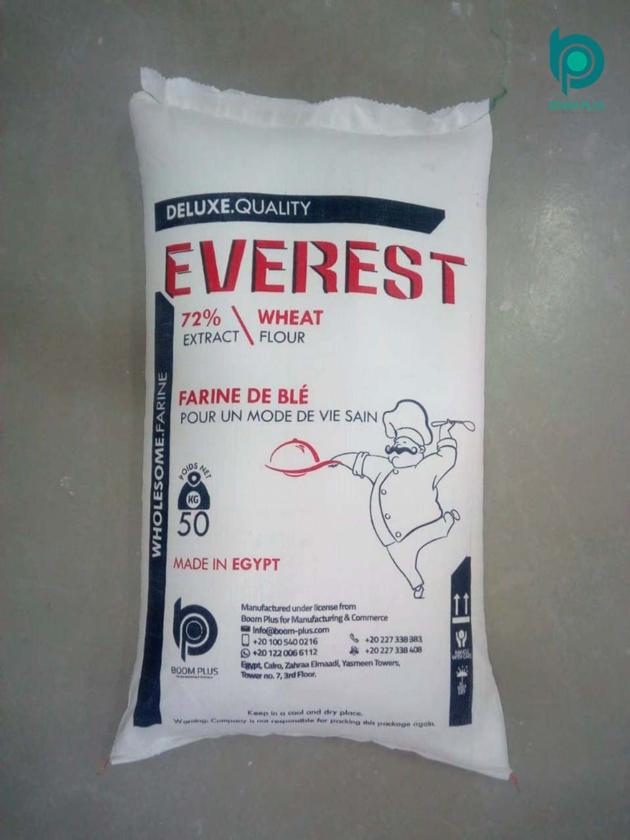 BOOM PLUS
DELUXE.QUALITY
EVEREST
72% \ WHEAT
EXTRACT \ FLOUR
FARINE DE BLÉ
POUR UN MODE DE VIE SAIN
WHOLESOME.FARINE
POIDS NET
KG
50
MADE IN EGYPT
BOOM PLUS
Manufactured under license from
Boom Plus for Manufacturing & Commerce
info@boom-plus.com
+20 100 540 0216 +20 227 338 383
+20 122 006 6112 +20 227 338 408
Egypt, Cairo, Zahraa Elmaadi, Yasmeen Towers,
Tower no. 7, 3rd Floor.
Keep in a cool and dry place.
Warning: Company is not responsible for packing this package again.